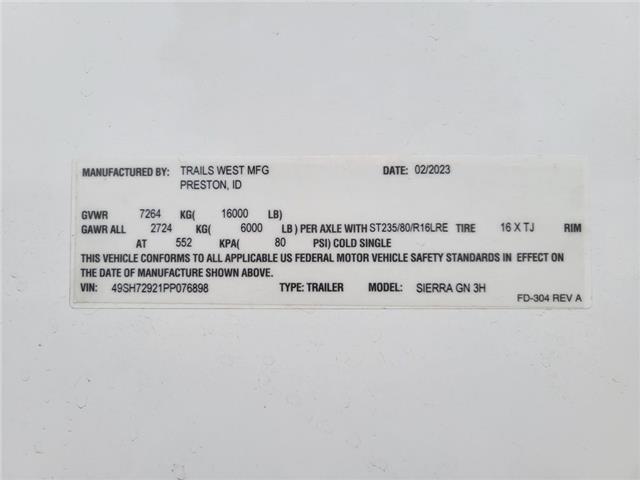 MANUFACTURED BY: TRAILS WEST MFG DATE: 02/2023
PRESTON, ID
GVWR 7264 KG( 16000 LB)
GAWR ALL 2724 KG( 6000 LB ) PER AXLE WITH ST235/80/R16LRE TIRE 16 X TJ RIM
AT 552 KPA( 80 PSI) COLD SINGLE
THIS VEHICLE CONFORMS TO ALL APPLICABLE US FEDERAL MOTOR VEHICLE SAFETY STANDARDS IN EFFECT ON
THE DATE OF MANUFACTURE SHOWN ABOVE.
VIN: 49SH72921PP076898 TYPE: TRAILER MODEL: SIERRA GN 3H
FD-304 REV A